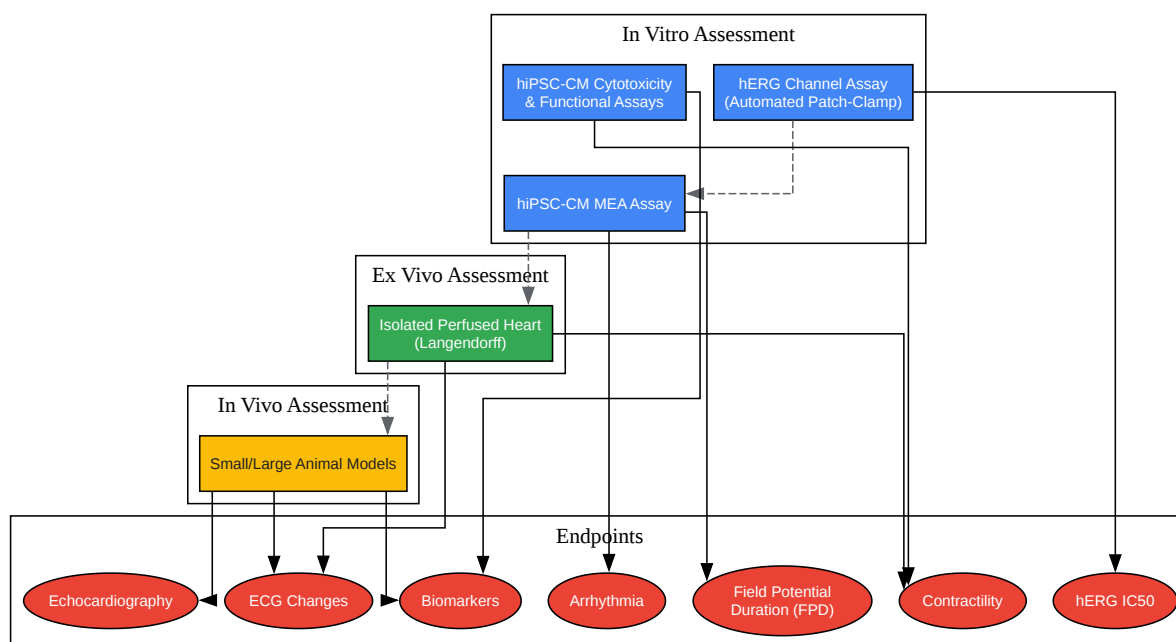 In Vitro Assessment
hiPSC-CM Cytotoxicity
& Functional Assays
hERG Channel Assay
(Automated Patch-Clamp)
hiPSC-CM MEA Assay
Ex Vivo Assessment
Isolated Perfused Heart
(Langendorff)
In Vivo Assessment
Small/Large Animal Models
Endpoints
Echocardiography
ECG Changes
Biomarkers
Arrhythmia
Field Potential
Duration (FPD)
Contractility
hERG IC50